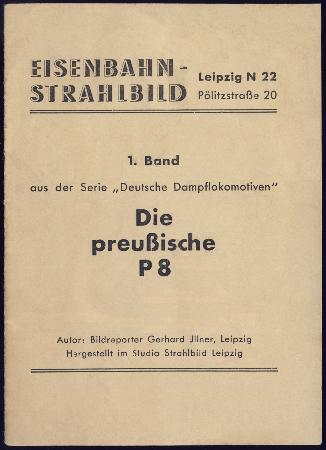 EISENBAHN-
STRAHLBILD
Leipzig N 22
Pölitzstraße 20
1. Band
aus der Serie „Deutsche Dampflokomotiven“
Die
preußische
P 8
Autor: Bildreporter Gerhard Jllner, Leipzig
Hergestellt im Studio Strahlbild Leipzig